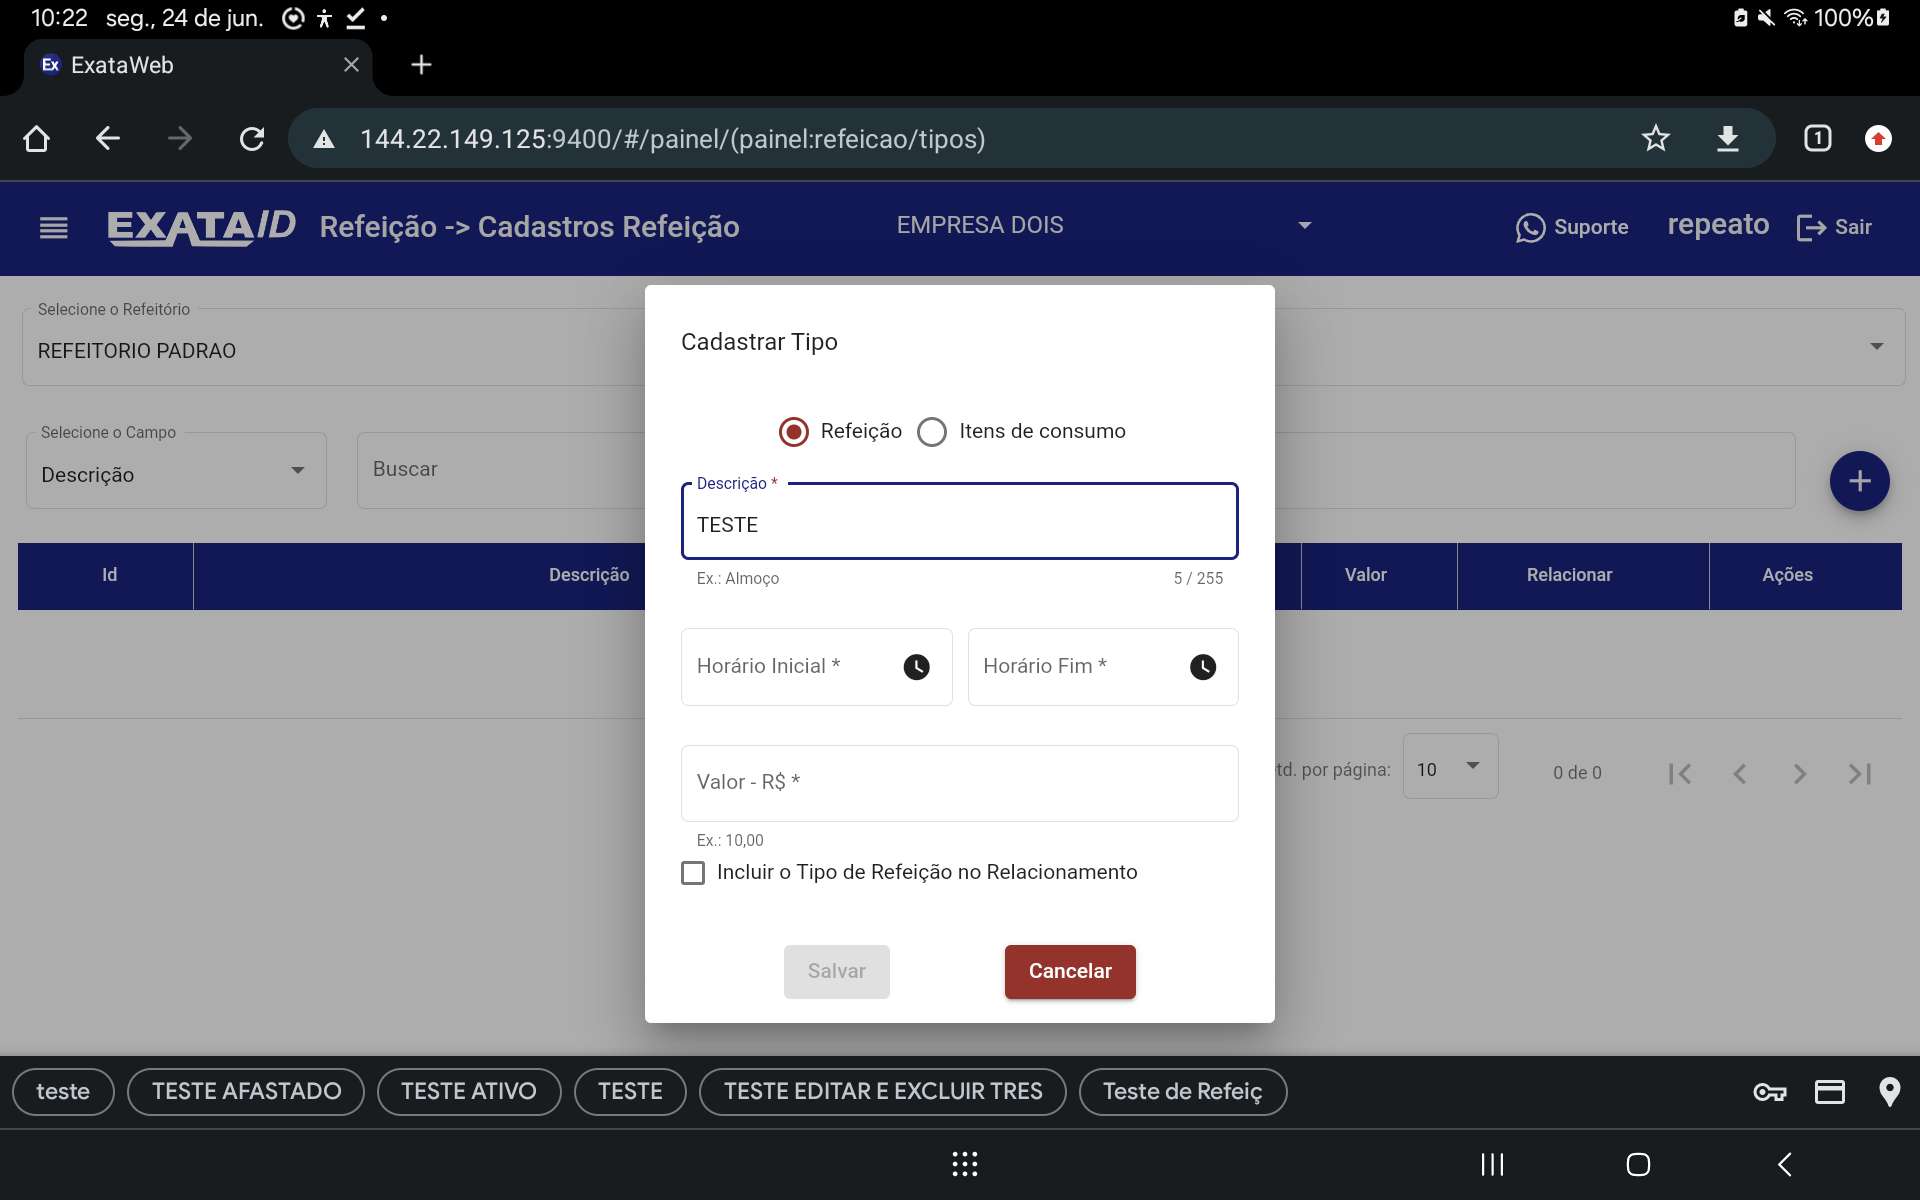 10:22 seg., 24 de jun. 100%
Ex ExataWeb
144.22.149.125:9400/#/painel/(painel:refeicao/tipos) 1
EXATA ID Refeição -> Cadastros Refeição EMPRESA DOIS Suporte repeato Sair
Selecione o Refeitório
REFEITORIO PADRAO
Selecione o Campo
Descrição
Buscar
Id Descrição Valor Relacionar Ações
td. por página: 10 0 de 0
Cadastrar Tipo
Refeição Itens de consumo
Descrição *
TESTE
Ex.: Almoço 5 / 255
Horário Inicial * Horário Fim *
Valor - R$ *
Ex.: 10,00
Incluir o Tipo de Refeição no Relacionamento
Salvar Cancelar
teste TESTE AFASTADO TESTE ATIVO TESTE TESTE EDITAR E EXCLUIR TRES Teste de Refeiç